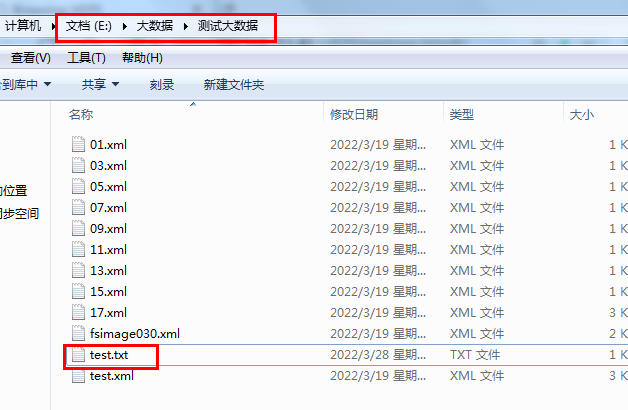 计算机 文档 (E:) 大数据 测试大数据
查看(V) 工具(T) 帮助(H)
到库中 共享 刻录 新建文件夹
名称 修改日期 类型 大小
01.xml 2022/3/19 星期... XML 文件 1 K
03.xml 2022/3/19 星期... XML 文件 1 K
05.xml 2022/3/19 星期... XML 文件 1 K
的位置
07.xml 2022/3/19 星期... XML 文件 1 K
同步空间
09.xml 2022/3/19 星期... XML 文件 1 K
11.xml 2022/3/19 星期... XML 文件 1 K
13.xml 2022/3/19 星期... XML 文件 1 K
15.xml 2022/3/19 星期... XML 文件 1 K
17.xml 2022/3/19 星期... XML 文件 3 K
fsimage030.xml 2022/3/19 星期... XML 文件 2 K
test.txt 2022/3/28 星期... TXT 文件 1 K
test.xml 2022/3/19 星期... XML 文件 3 K